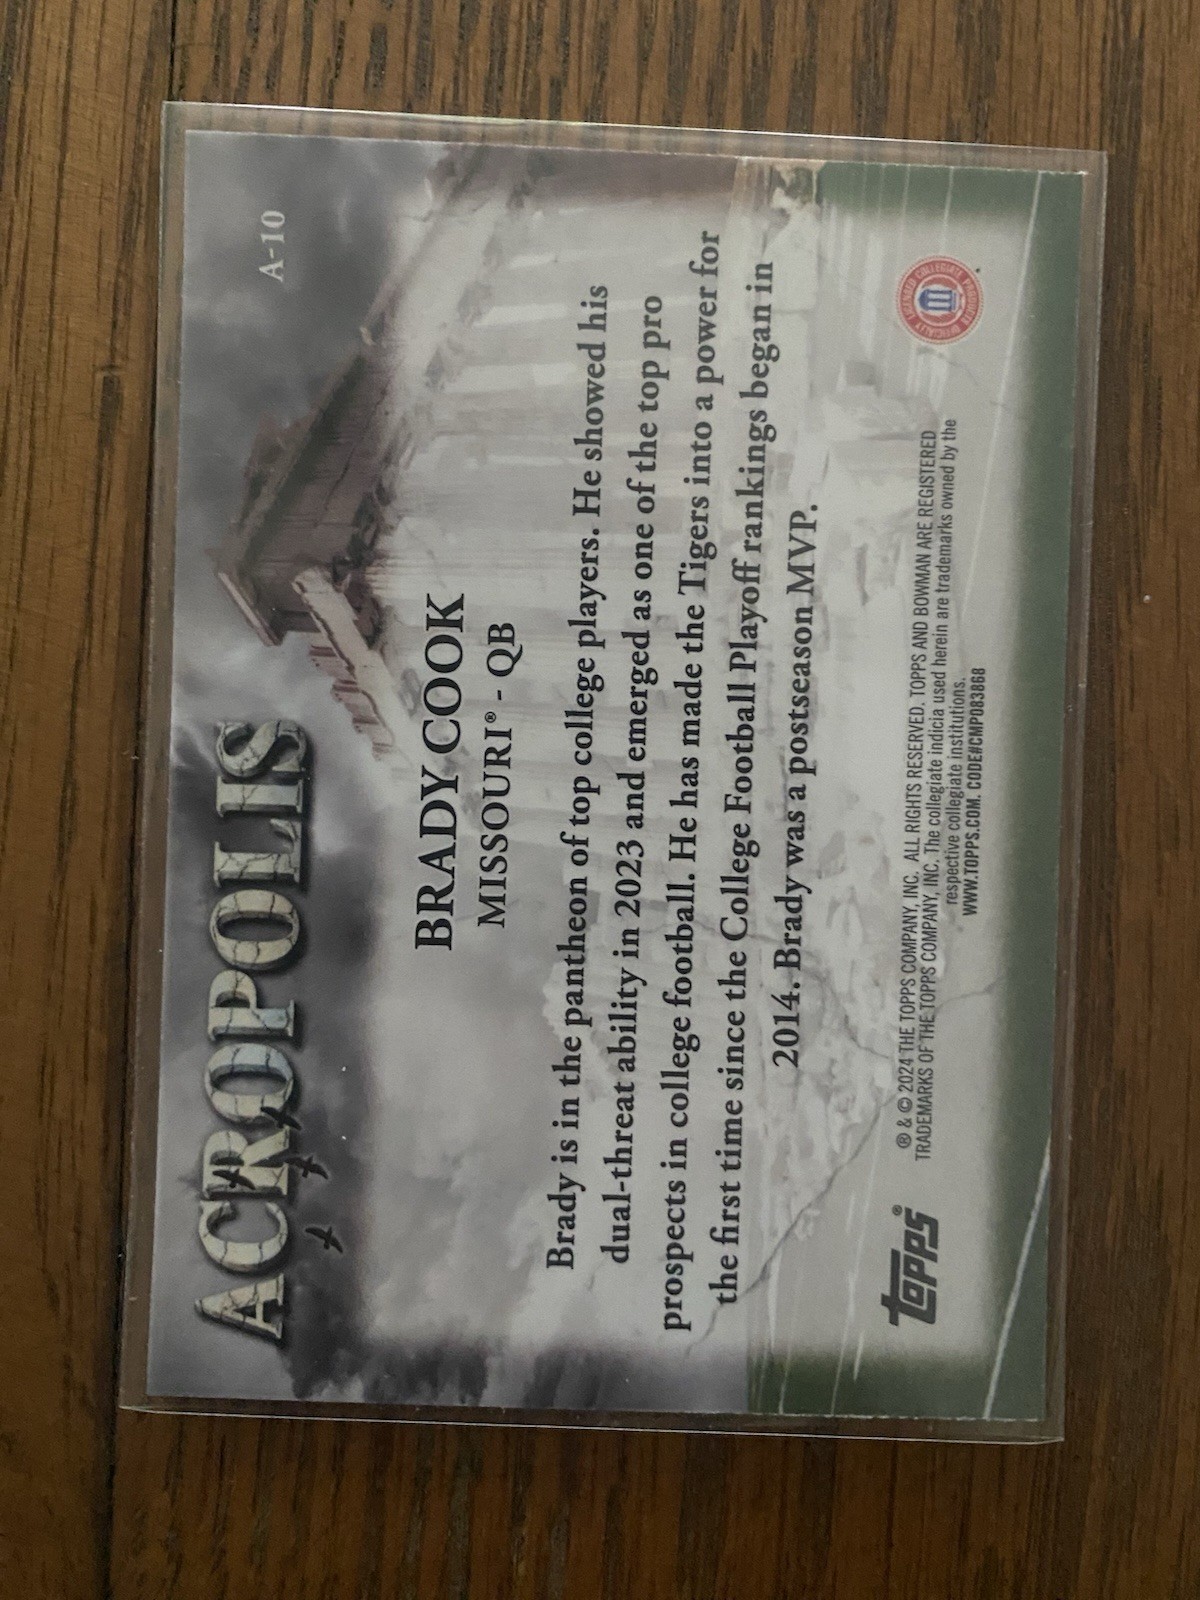 ACROPOLIS
A-10
BRADY COOK
MISSOURI® - QB
Brady is in the pantheon of top college players. He showed his
dual-threat ability in 2023 and emerged as one of the top pro
prospects in college football. He has made the Tigers into a power for
the first time since the College Football Playoff rankings began in
2014. Brady was a postseason MVP.
® & © 2024 THE TOPPS COMPANY, INC. ALL RIGHTS RESERVED. TOPPS AND BOWMAN ARE REGISTERED
TRADEMARKS OF THE TOPPS COMPANY, INC. The collegiate indicia used herein are trademarks owned by the
respective collegiate institutions.
WWW.TOPPS.COM. CODE#CMP083868
topps®
OFFICIALLY LICENSED COLLEGIATE PRODUCTS